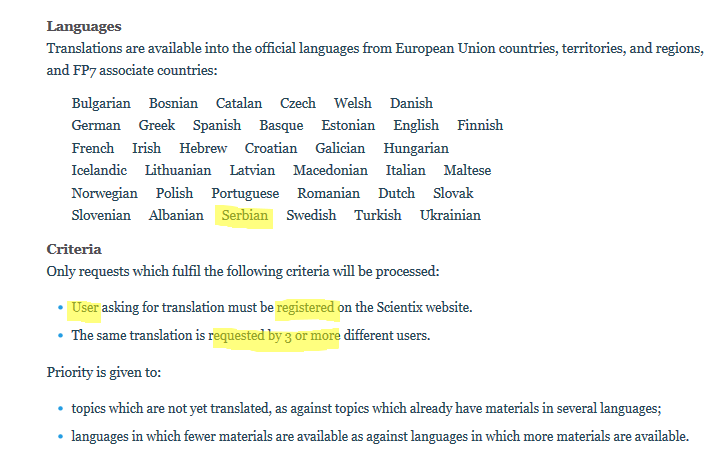 Languages
Translations are available into the official languages from European Union countries, territories, and regions,
and FP7 associate countries:
Bulgarian Bosnian Catalan Czech Welsh Danish
German Greek Spanish Basque Estonian English Finnish
French Irish Hebrew Croatian Galician Hungarian
Icelandic Lithuanian Latvian Macedonian Italian Maltese
Norwegian Polish Portuguese Romanian Dutch Slovak
Slovenian Albanian Serbian Swedish Turkish Ukrainian
Criteria
Only requests which fulfil the following criteria will be processed:
• User asking for translation must be registered on the Scientix website.
• The same translation is requested by 3 or more different users.
Priority is given to:
• topics which are not yet translated, as against topics which already have materials in several languages;
• languages in which fewer materials are available as against languages in which more materials are available.